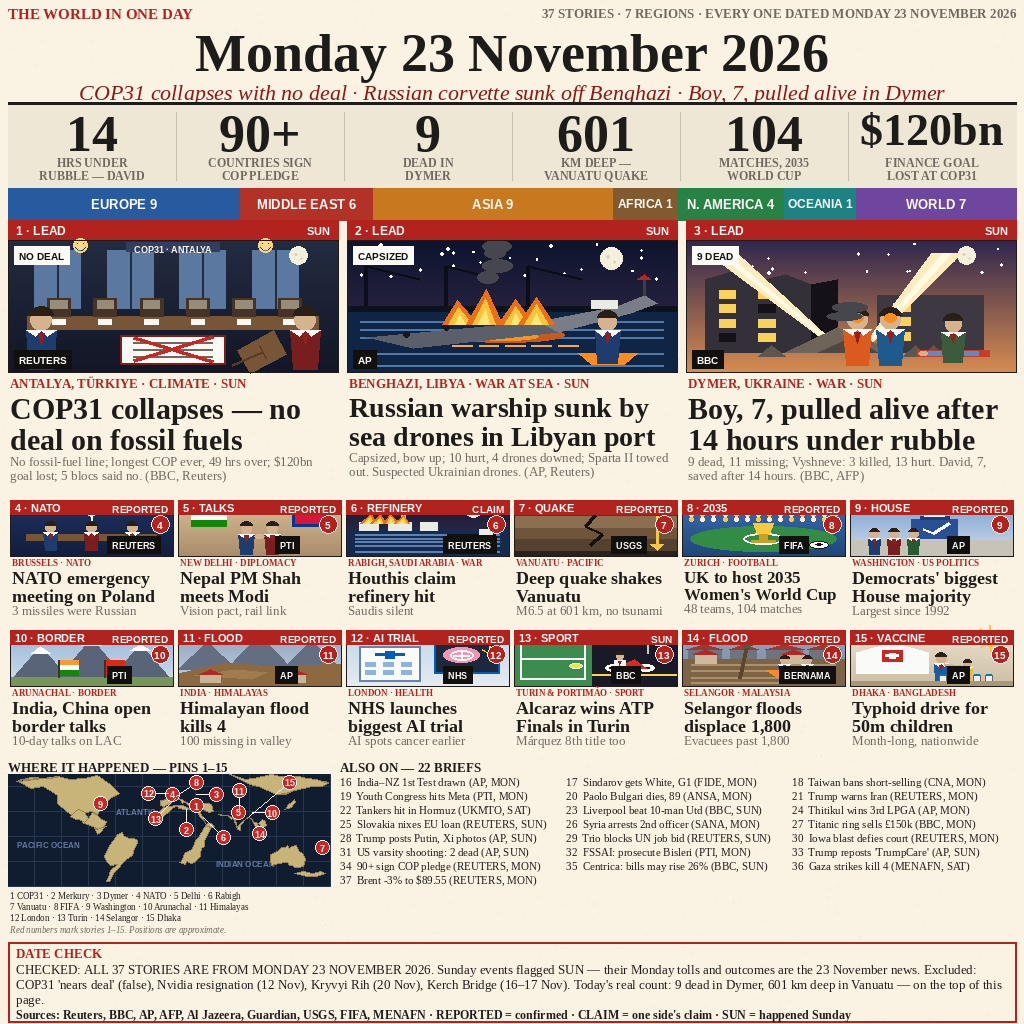 THE WORLD IN ONE DAY
37 STORIES · 7 REGIONS · EVERY ONE DATED MONDAY 23 NOVEMBER 2026
Monday 23 November 2026
COP31 collapses with no deal · Russian corvette sunk off Benghazi · Boy, 7, pulled alive in Dymer
14
HRS UNDER
RUBBLE — DAVID
90+
COUNTRIES SIGN
COP PLEDGE
9
DEAD IN
DYMER
601
KM DEEP —
VANUATU QUAKE
104
MATCHES, 2035
WORLD CUP
$120bn
FINANCE GOAL
LOST AT COP31
EUROPE 9
MIDDLE EAST 6
ASIA 9
AFRICA 1
N. AMERICA 4
OCEANIA 1
WORLD 7
1 · LEAD
SUN
NO DEAL
COP31 · ANTALYA
REUTERS
ANTALYA, TÜRKIYE · CLIMATE · SUN
COP31 collapses — no
deal on fossil fuels
No fossil-fuel line; longest COP ever, 49 hrs over; $120bn
goal lost; 5 blocs said no. (BBC, Reuters)
2 · LEAD
SUN
CAPSIZED
AP
BENGHAZI, LIBYA · WAR AT SEA · SUN
Russian warship sunk by
sea drones in Libyan port
Capsized, bow up; 10 hurt, 4 drones downed; Sparta II towed
out. Suspected Ukrainian drones. (AP, Reuters)
3 · LEAD
SUN
9 DEAD
BBC
DYMER, UKRAINE · WAR · SUN
Boy, 7, pulled alive after
14 hours under rubble
9 dead, 11 missing; Vyshneve: 3 killed, 13 hurt. David, 7,
saved after 14 hours. (BBC, AFP)
4 · NATO
REPORTED
4
REUTERS
BRUSSELS · NATO
NATO emergency
meeting on Poland
3 missiles were Russian
5 · TALKS
REPORTED
5
PTI
NEW DELHI · DIPLOMACY
Nepal PM Shah
meets Modi
Vision pact, rail link
6 · REFINERY
CLAIM
6
REUTERS
RABIGH, SAUDI ARABIA · WAR
Houthis claim
refinery hit
Saudis silent
7 · QUAKE
REPORTED
7
USGS
VANUATU · PACIFIC
Deep quake shakes
Vanuatu
M6.5 at 601 km, no tsunami
8 · 2035
REPORTED
8
FIFA
ZURICH · FOOTBALL
UK to host 2035
Women's World Cup
48 teams, 104 matches
9 · HOUSE
REPORTED
9
AP
WASHINGTON · US POLITICS
Democrats' biggest
House majority
Largest since 1992
10 · BORDER
REPORTED
10
PTI
ARUNACHAL · BORDER
India, China open
border talks
10-day talks on LAC
11 · FLOOD
REPORTED
11
AP
INDIA · HIMALAYAS
Himalayan flood
kills 4
100 missing in valley
12 · AI TRIAL
REPORTED
12
NHS
LONDON · HEALTH
NHS launches
biggest AI trial
AI spots cancer earlier
13 · SPORT
SUN
13
BBC
TURIN & PORTIMÃO · SPORT
Alcaraz wins ATP
Finals in Turin
Márquez 8th title too
14 · FLOOD
REPORTED
14
BERNAMA
SELANGOR · MALAYSIA
Selangor floods
displace 1,800
Evacuees past 1,800
15 · VACCINE
REPORTED
15
AP
DHAKA · BANGLADESH
Typhoid drive for
50m children
Month-long, nationwide
WHERE IT HAPPENED — PINS 1–15
PACIFIC OCEAN
INDIAN OCEAN
9
12
4
8
3
11
15
1
13
2
6
5
10
14
7
1 COP31 · 2 Merkury · 3 Dymer · 4 NATO · 5 Delhi · 6 Rabigh
7 Vanuatu · 8 FIFA · 9 Washington · 10 Arunachal · 11 Himalayas
12 London · 13 Turin · 14 Selangor · 15 Dhaka
Red numbers mark stories 1–15. Positions are approximate.
ALSO ON — 22 BRIEFS
16 India–NZ 1st Test drawn (AP, MON)
17 Sindarov gets White, G1 (FIDE, MON)
18 Taiwan bans short-selling (CNA, MON)
19 Youth Congress hits Meta (PTI, MON)
20 Paolo Bulgari dies, 89 (ANSA, MON)
21 Trump warns Iran (REUTERS, MON)
22 Tankers hit in Hormuz (UKMTO, SAT)
23 Liverpool beat 10-man Utd (BBC, SUN)
24 Thitikul wins 3rd LPGA (AP, MON)
25 Slovakia nixes EU loan (REUTERS, SUN)
26 Syria arrests 2nd officer (SANA, MON)
27 Titanic ring sells £150k (BBC, MON)
28 Trump posts Putin, Xi photos (AP, SUN)
29 Trio blocks UN job bid (REUTERS, SUN)
30 Iowa blast defies court (REUTERS, MON)
31 US varsity shooting: 2 dead (AP, SUN)
32 FSSAI: prosecute Bisleri (PTI, MON)
33 Trump reposts 'TrumpCare' (AP, SUN)
34 90+ sign COP pledge (REUTERS, MON)
35 Centrica: bills may rise 26% (BBC, SUN)
36 Gaza strikes kill 4 (MENAFN, SAT)
37 Brent -3% to $89.55 (REUTERS, MON)
DATE CHECK
CHECKED: ALL 37 STORIES ARE FROM MONDAY 23 NOVEMBER 2026. Sunday events flagged SUN — their Monday tolls and outcomes are the 23 November news. Excluded:
COP31 'nears deal' (false), Nvidia resignation (12 Nov), Kryvyi Rih (20 Nov), Kerch Bridge (16–17 Nov). Today's real count: 9 dead in Dymer, 601 km deep in Vanuatu — on the top of this
page.
Sources: Reuters, BBC, AP, AFP, Al Jazeera, Guardian, USGS, FIFA, MENAFN · REPORTED = confirmed · CLAIM = one side's claim · SUN = happened Sunday